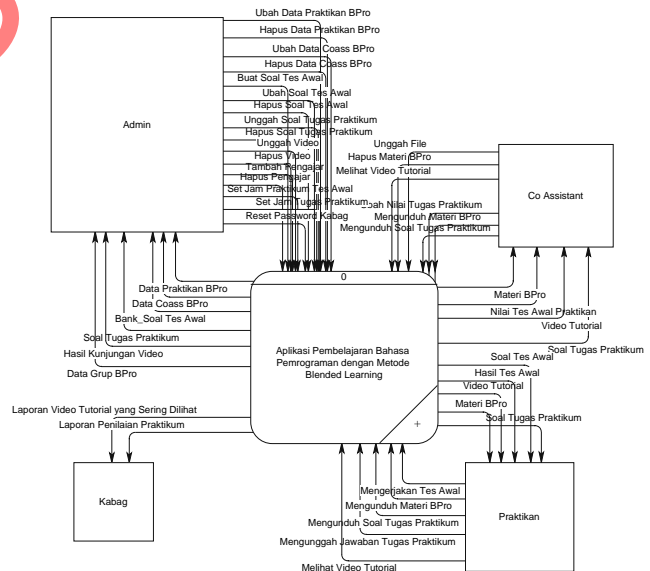 Ubah Data Praktikan BPro
Hapus Data Praktikan BPro
Ubah Data Coass BPro
Hapus Data Coass BPro
Buat Soal Tes Awal
Ubah Soal Tes Awal
Hapus Soal Tes Awal
Unggah Soal Tugas Praktikum
Hapus Soal Tugas Praktikum
Unggah Video
Hapus Video
Tambah Pengajar
Hapus Pengajar
Set Jam Praktikum Tes Awal
Set Jam Tugas Praktikum
Reset Password Kabag
Admin
Unggah File
Hapus Materi BPro
Melihat Video Tutorial
Nilai Tugas Praktikum
Mengunduh Materi BPro
Mengunduh Soal Tugas Praktikum
Co Assistant
0
Aplikasi Pembelajaran Bahasa
Pemrograman dengan Metode
Blended Learning
+
Data Praktikan BPro
Data Coass BPro
Bank_Soal Tes Awal
Soal Tugas Praktikum
Hasil Kunjungan Video
Data Grup BPro
Materi BPro
Nilai Tes Awal Praktikan
Video Tutorial
Soal Tugas Praktikum
Soal Tes Awal
Hasil Tes Awal
Video Tutorial
Materi BPro
Soal Tugas Praktikum
Laporan Video Tutorial yang Sering Dilihat
Laporan Penilaian Praktikum
Kabag
Mengerjakan Tes Awal
Mengunduh Materi BPro
Mengunduh Soal Tugas Praktikum
Mengunggah Jawaban Tugas Praktikum
Melihat Video Tutorial
Praktikan